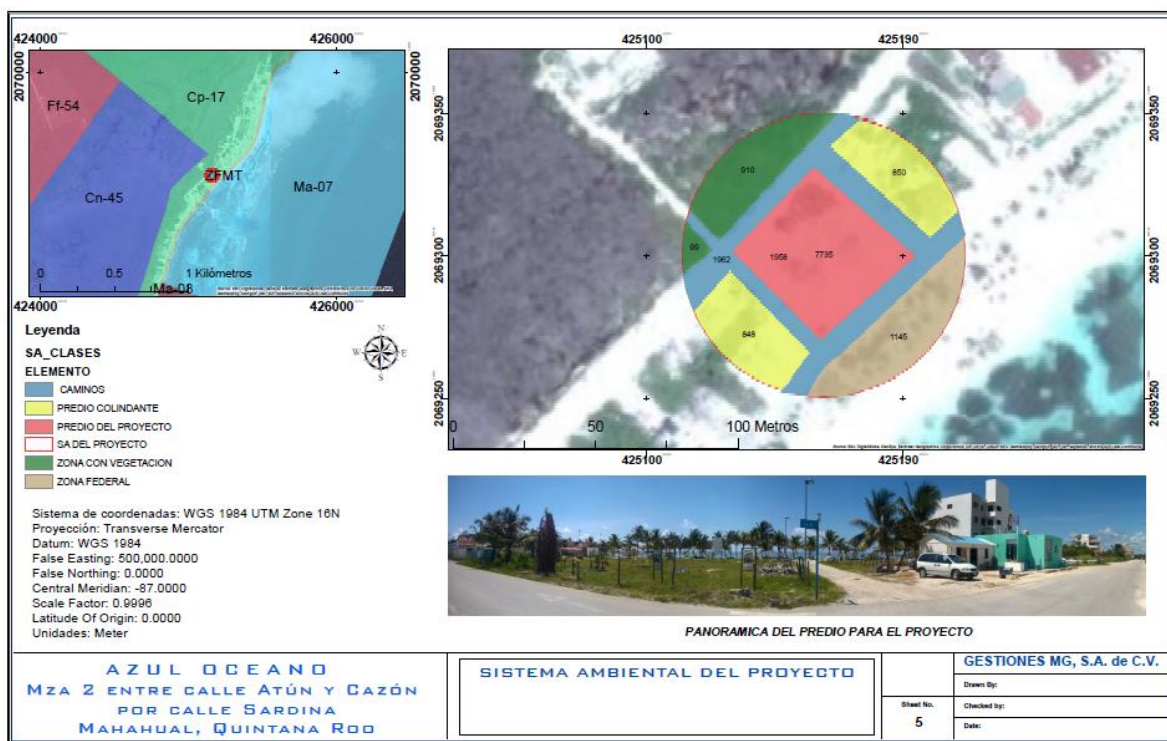 424000
426000
2070000
2070000
Ff-54
Cp-17
ZFMT
Ma-07
Cn-45
0
0.5
1 Kilómetros
Ma-08
424000
426000
425100
425190
2069350
2069350
910
850
99
1962
1958
7735
2069300
2069300
848
1145
2069250
2069250
0
50
100 Metros
425100
425190
Leyenda
SA_CLASES
ELEMENTO
CAMINOS
PREDIO COLINDANTE
PREDIO DEL PROYECTO
SA DEL PROYECTO
ZONA CON VEGETACION
ZONA FEDERAL
N
W
E
S
Sistema de coordenadas: WGS 1984 UTM Zone 16N
Proyección: Transverse Mercator
Datum: WGS 1984
False Easting: 500,000.0000
False Northing: 0.0000
Central Meridian: -87.0000
Scale Factor: 0.9996
Latitude Of Origin: 0.0000
Unidades: Meter
PANORAMICA DEL PREDIO PARA EL PROYECTO
AZUL OCEANO
MZA 2 ENTRE CALLE ATÚN Y CAZÓN
POR CALLE SARDINA
MAHAHUAL, QUINTANA ROO
SISTEMA AMBIENTAL DEL PROYECTO
GESTIONES MG, S.A. de C.V.
Drawn By:
Sheet No.
5
Checked by:
Date: